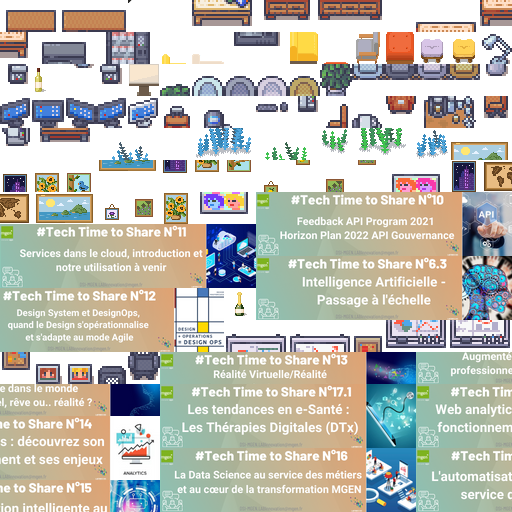 #Tech Time to Share N°10
Feedback API Program 2021
Horizon Plan 2022 API Gouvernance
API
#Tech Time to Share N°11
Services dans le cloud, introduction et
notre utilisation à venir
#Tech Time to Share N°6.3
Intelligence Artificielle -
Passage à l'échelle
#Tech Time to Share N°12
Design System et DesignOps,
quand le Design s'opérationnalise
et s'adapte au mode Agile
DESIGN
+ OPERATIONS
= DESIGN OPS
#Tech Time to Share N°13
Réalité Virtuelle/Réalité
Augmenté
professionne
e dans le monde
el, rêve ou.. réalité ?
#Tech Time to Share N°17.1
Les tendances en e-Santé :
Les Thérapies Digitales (DTx)
#Tech Tim
Web analytic
fonctionnem
e to Share N°14
s : découvrez son
ment et ses enjeux
ANALYTICS
#Tech Time to Share N°16
La Data Science au service des métiers
et au cœur de la transformation MGEN
#Tech Tim
L'automatisat
service d
e to Share N°15
ion intelligente au